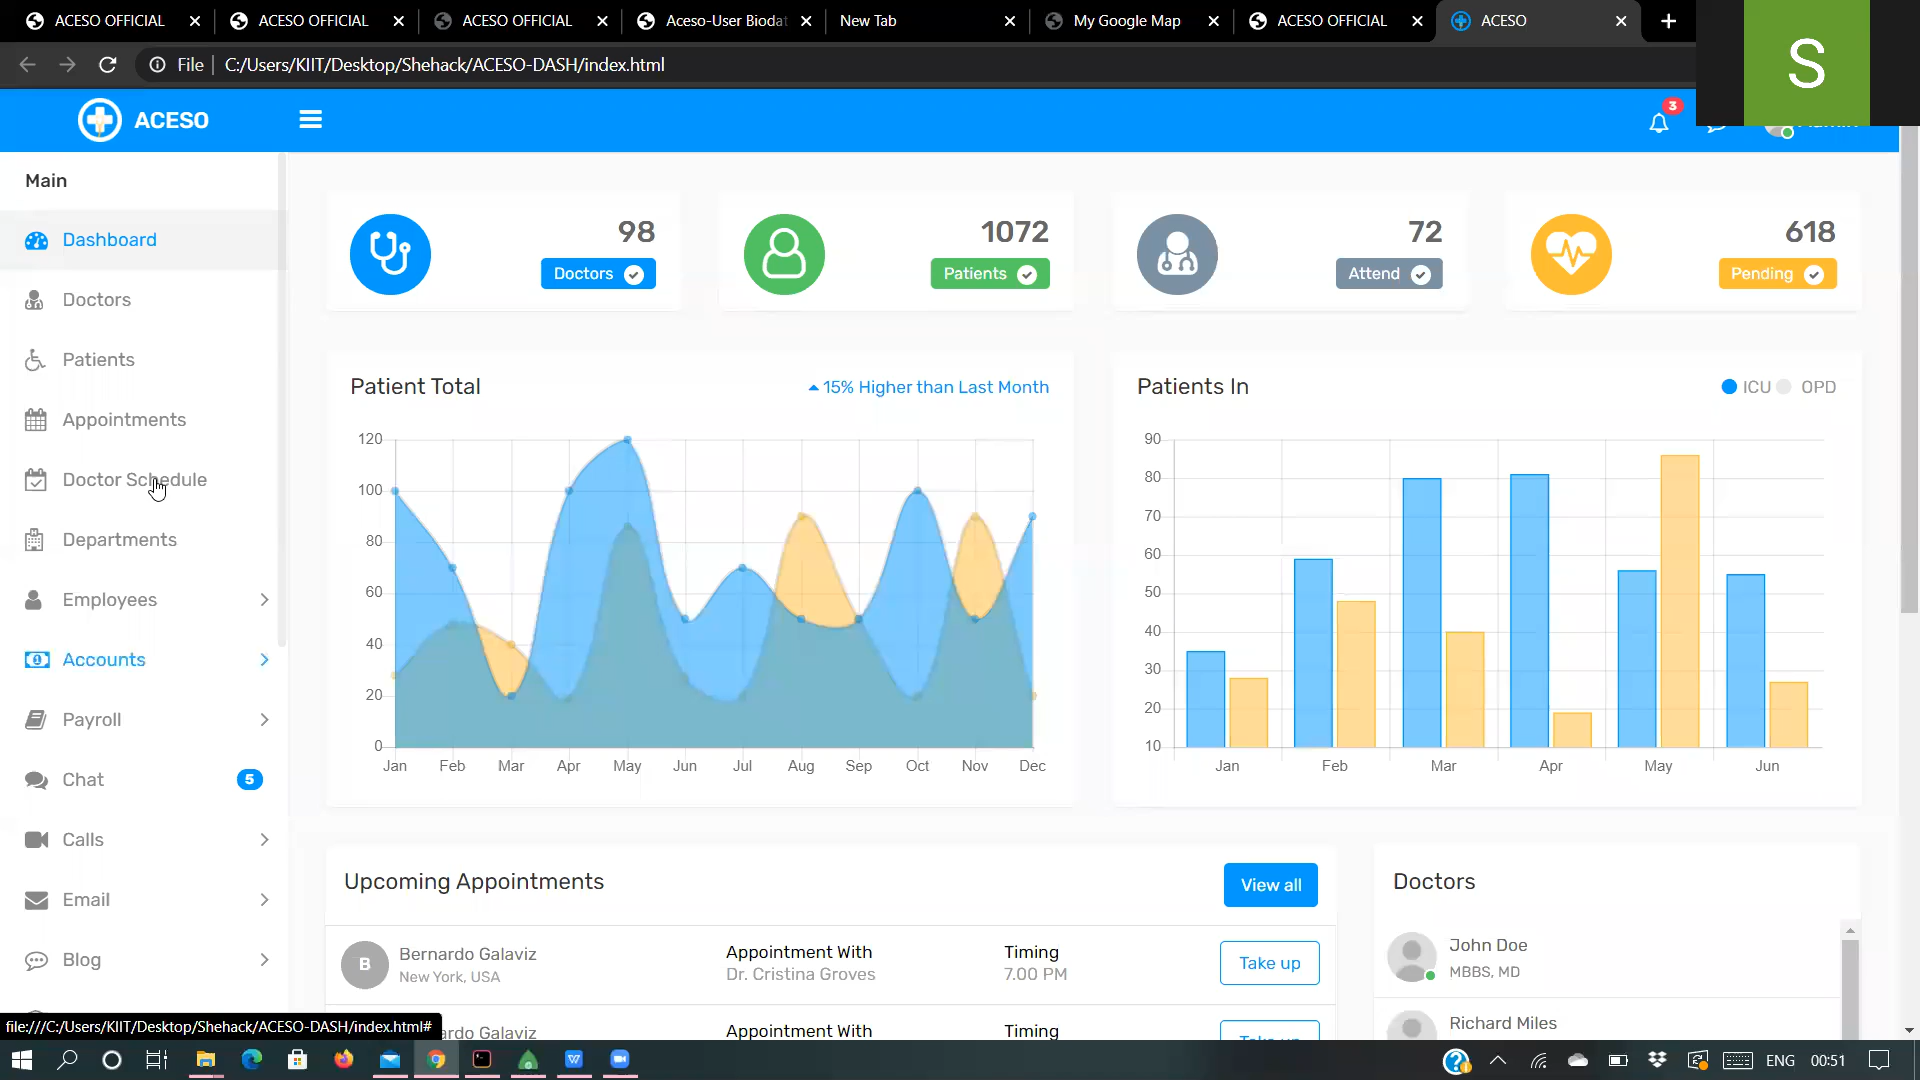 ACESO OFFICIAL
ACESO OFFICIAL
ACESO OFFICIAL
Aceso-User Biodat
New Tab
My Google Map
ACESO OFFICIAL
ACESO
File
C:/Users/KIIT/Desktop/Shehack/ACESO-DASH/index.html
S
ACESO
3
Main
Dashboard
Doctors
Patients
Appointments
Doctor Schedule
Departments
Employees
Accounts
Payroll
Chat 5
Calls
Email
Blog
98
Doctors
1072
Patients
72
Attend
618
Pending
Patient Total
15% Higher than Last Month
120
100
80
60
40
20
0
Jan Feb Mar Apr May Jun Jul Aug Sep Oct Nov Dec
Patients In
ICU OPD
90
80
70
60
50
40
30
20
10
Jan Feb Mar Apr May Jun
Upcoming Appointments
View all
B
Bernardo Galaviz
New York, USA
Appointment With
Dr. Cristina Groves
Timing
7.00 PM
Take up
Appointment With
Timing
Doctors
John Doe
MBBS, MD
Richard Miles
file:///C:/Users/KIIT/Desktop/Shehack/ACESO-DASH/index.html#
ENG
00:51